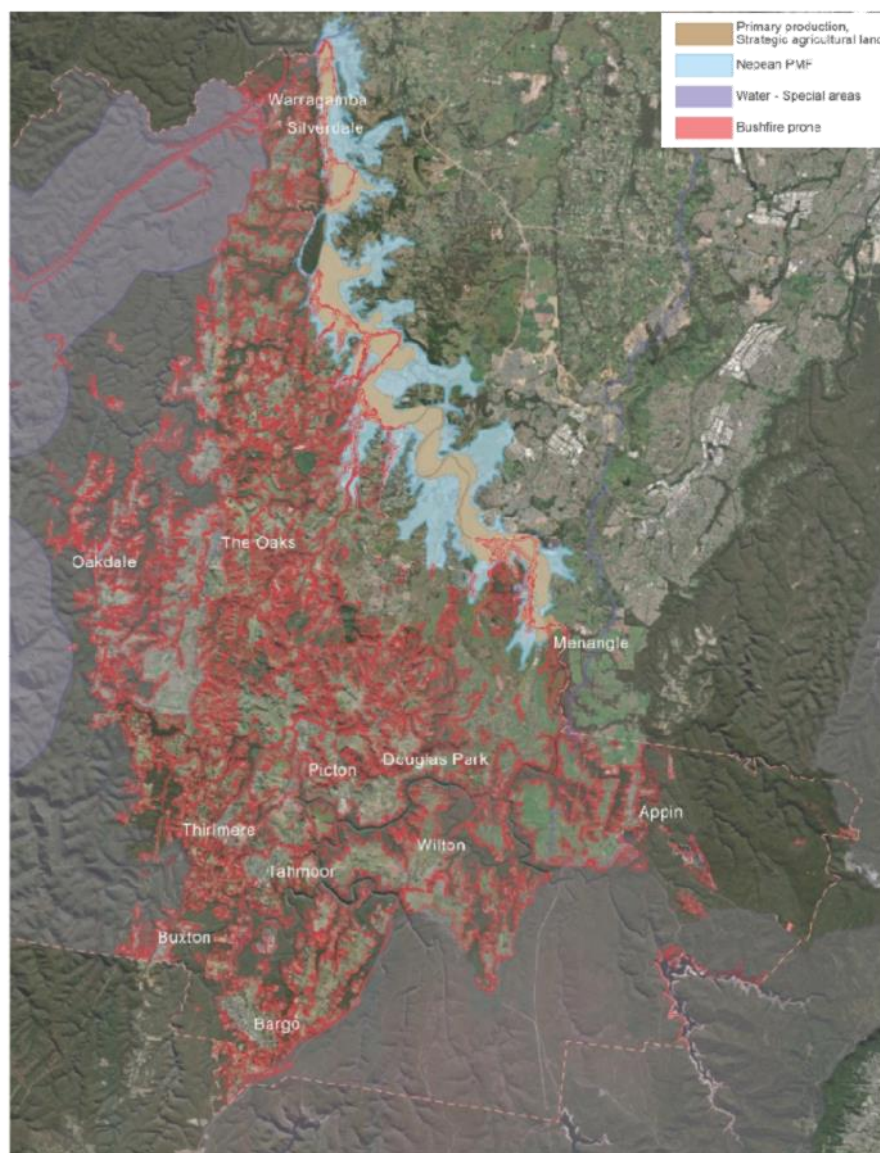 Primary production,
Strategic agricultural land
Nepean PMF
Water - Special areas
Bushfire prone
Warragamba
Silverdale
The Oaks
Oakdale
Menangle
Douglas Park
Picton
Appin
Thirlmere
Wilton
Tahmoor
Buxton
Bargo